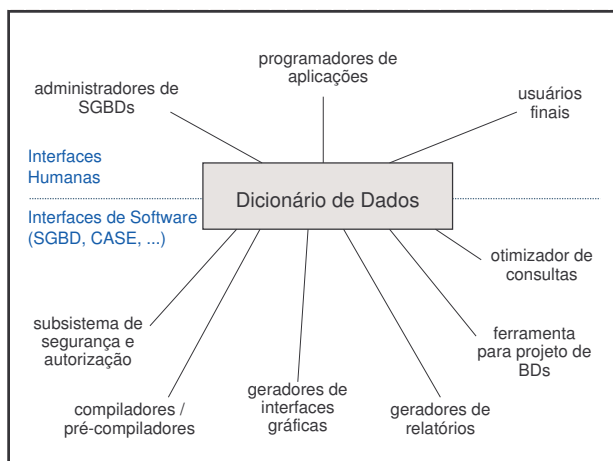 programadores de
aplicações
administradores de
SGBDs
usuários
finais
Interfaces
Humanas
Dicionário de Dados
Interfaces de Software
(SGBD, CASE, ...)
otimizador de
consultas
subsistema de
segurança e
autorização
ferramenta
para projeto de
BDs
geradores de
interfaces
gráficas
compiladores /
pré-compiladores
geradores de
relatórios